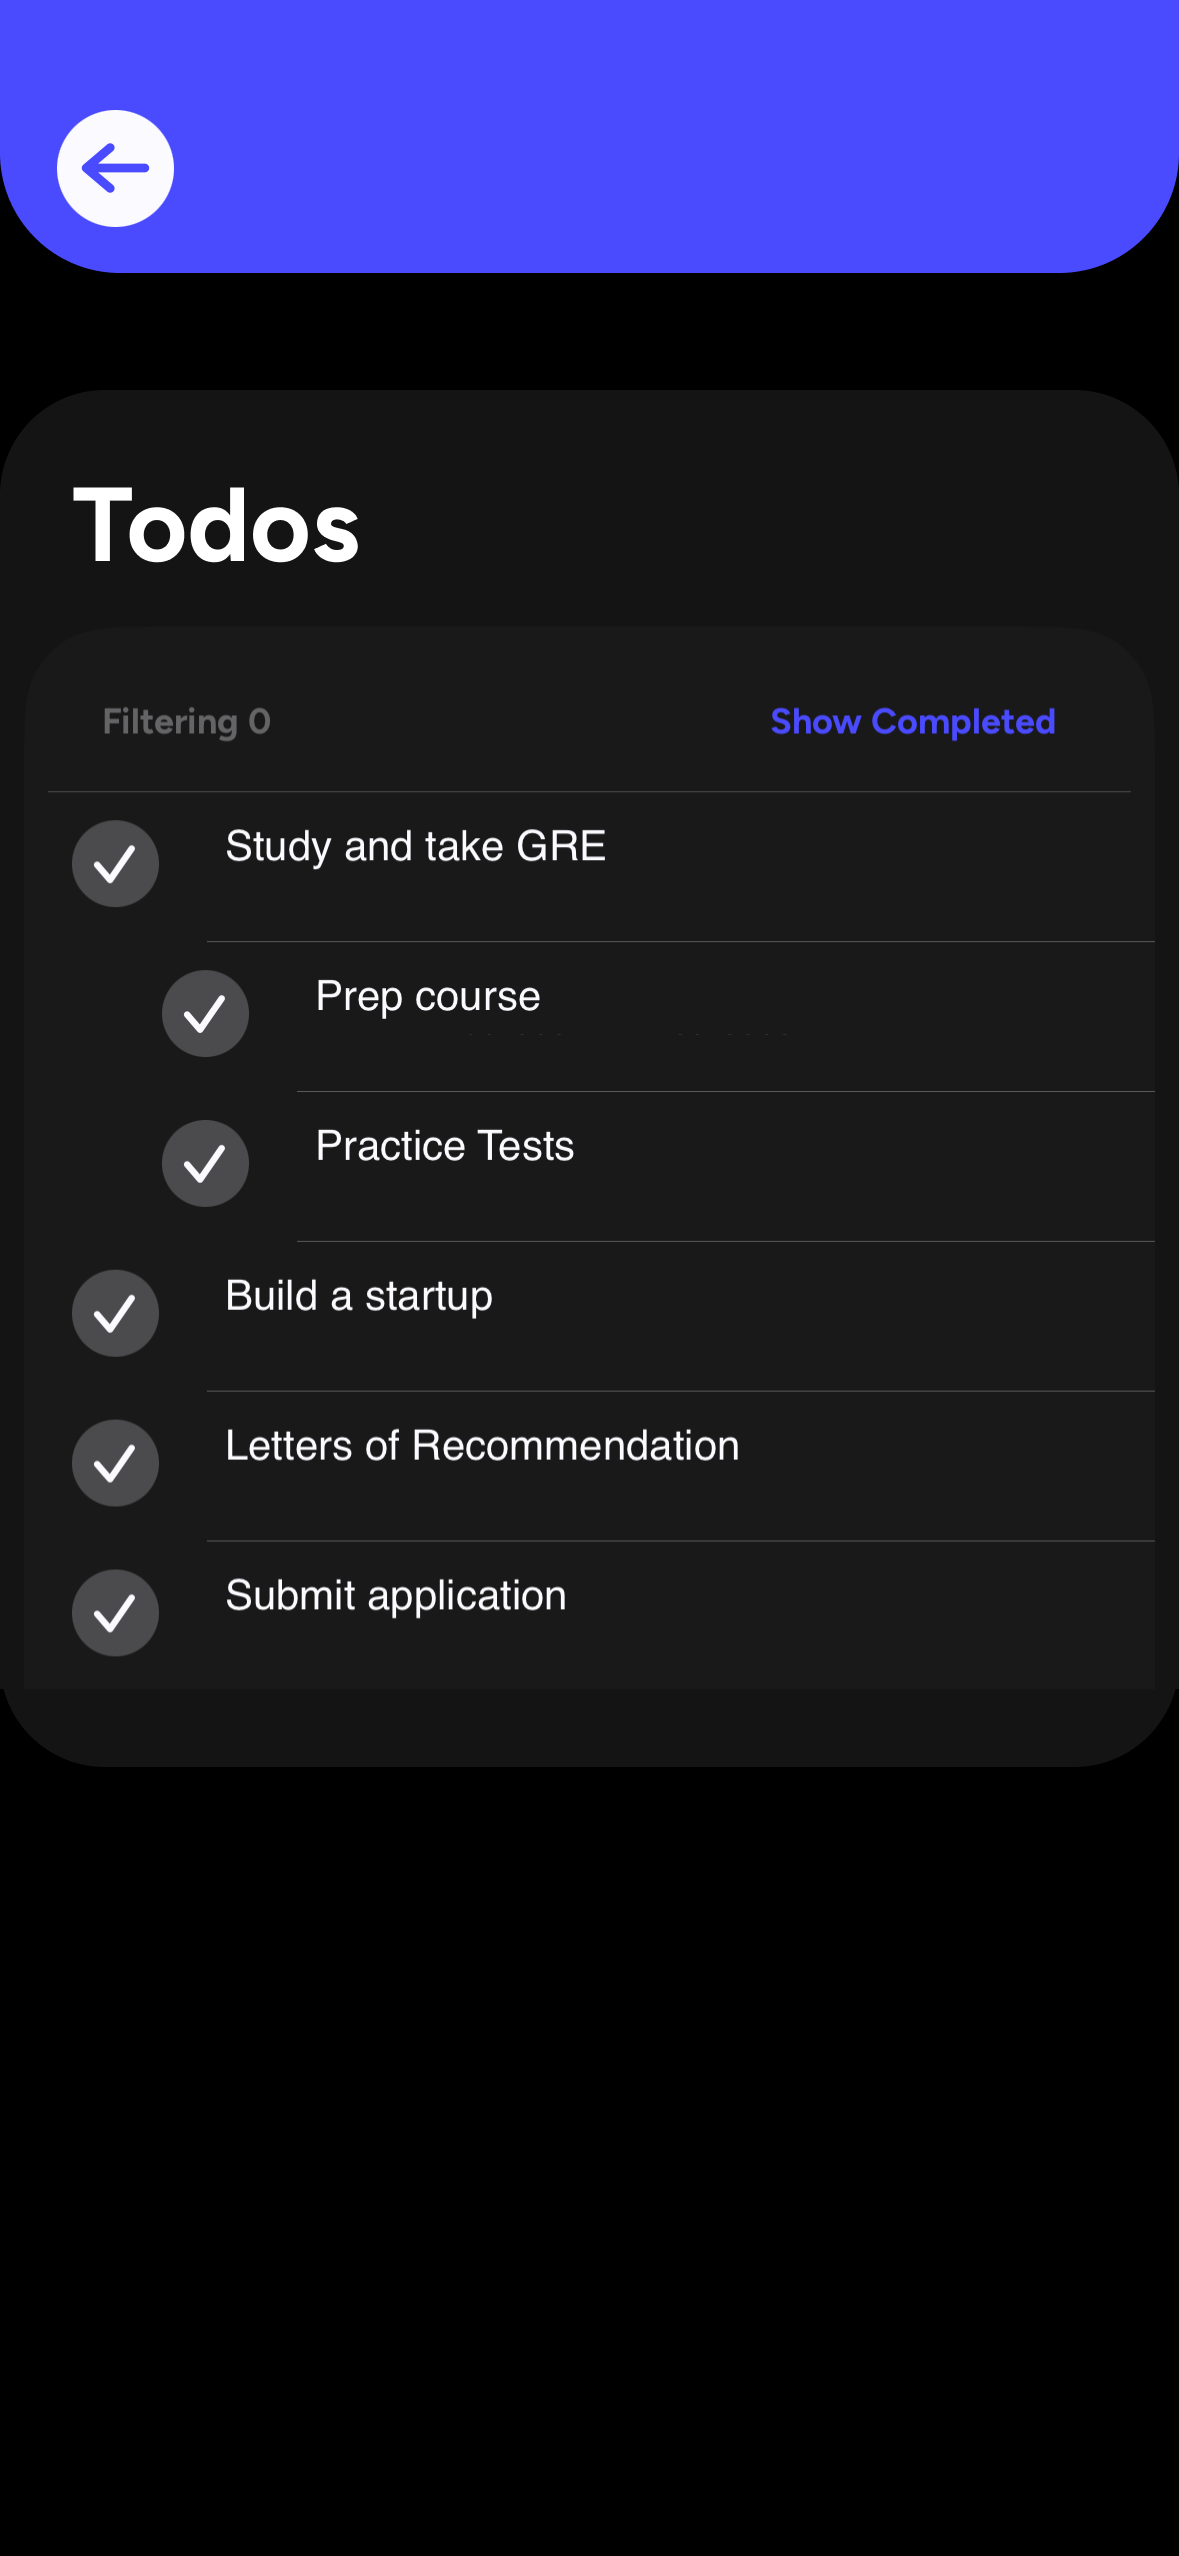 Todos
Filtering 0
Show Completed
Study and take GRE
Prep course
Practice Tests
Build a startup
Letters of Recommendation
Submit application